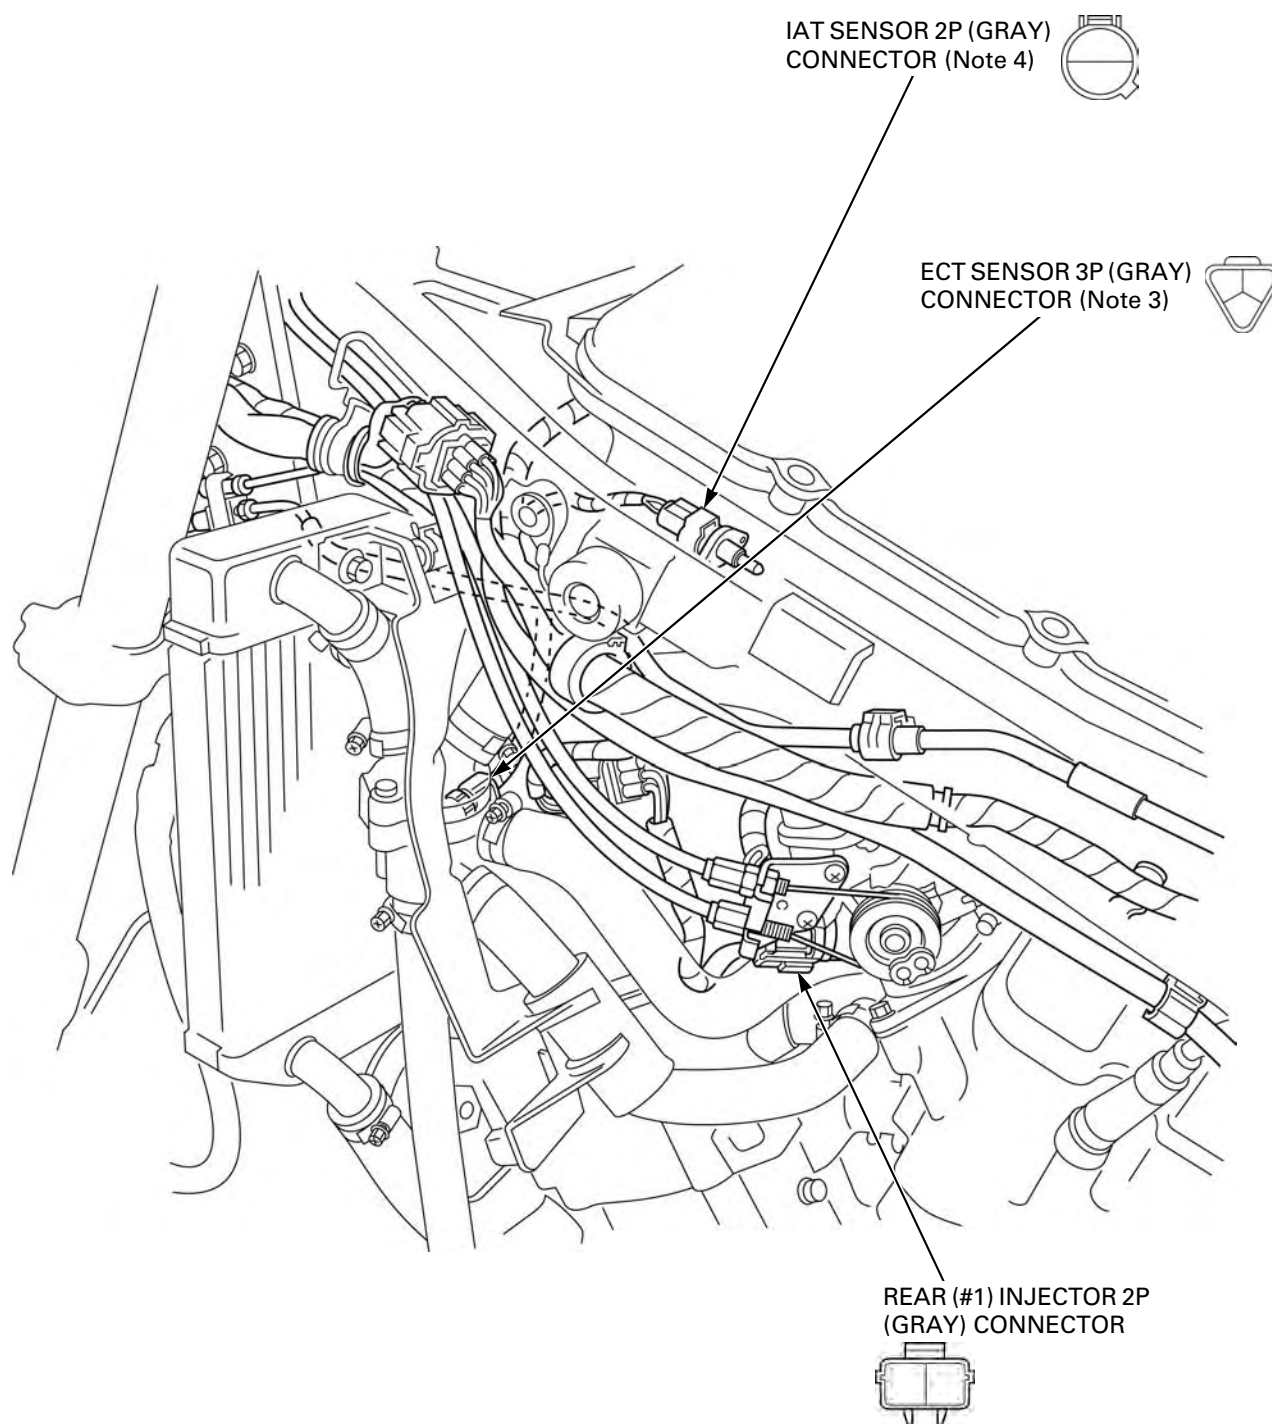 IAT SENSOR 2P (GRAY)
CONNECTOR (Note 4)
ECT SENSOR 3P (GRAY)
CONNECTOR (Note 3)
REAR (#1) INJECTOR 2P
(GRAY) CONNECTOR